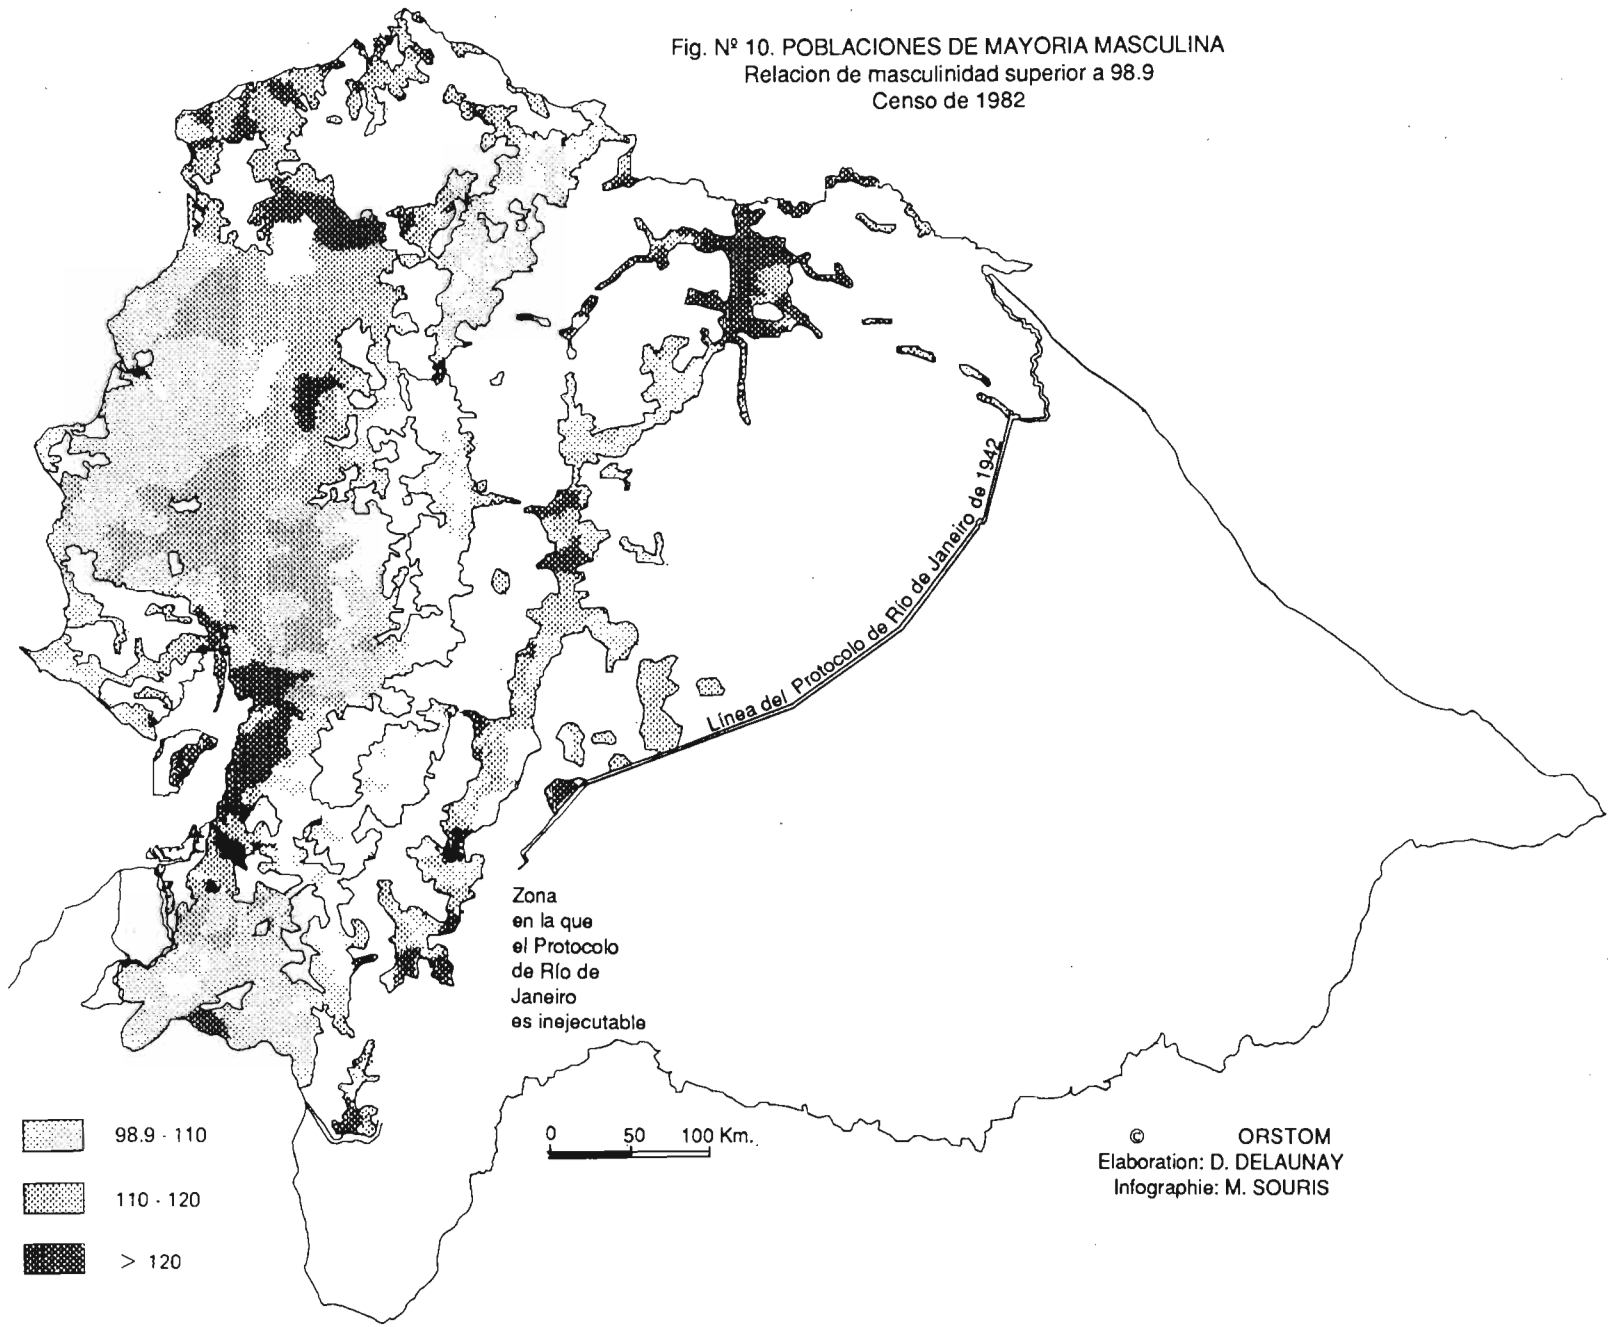 Fig. Nº 10. POBLACIONES DE MAYORIA MASCULINA
Relacion de masculinidad superior a 98.9
Censo de 1982
Línea del Protocolo de Río de Janeiro de 1942
Zona
en la que
el Protocolo
de Río de
Janeiro
es inejecutable
98.9 - 110
110 - 120
> 120
0 50 100 Km.
© ORSTOM
Elaboration: D. DELAUNAY
Infographie: M. SOURIS